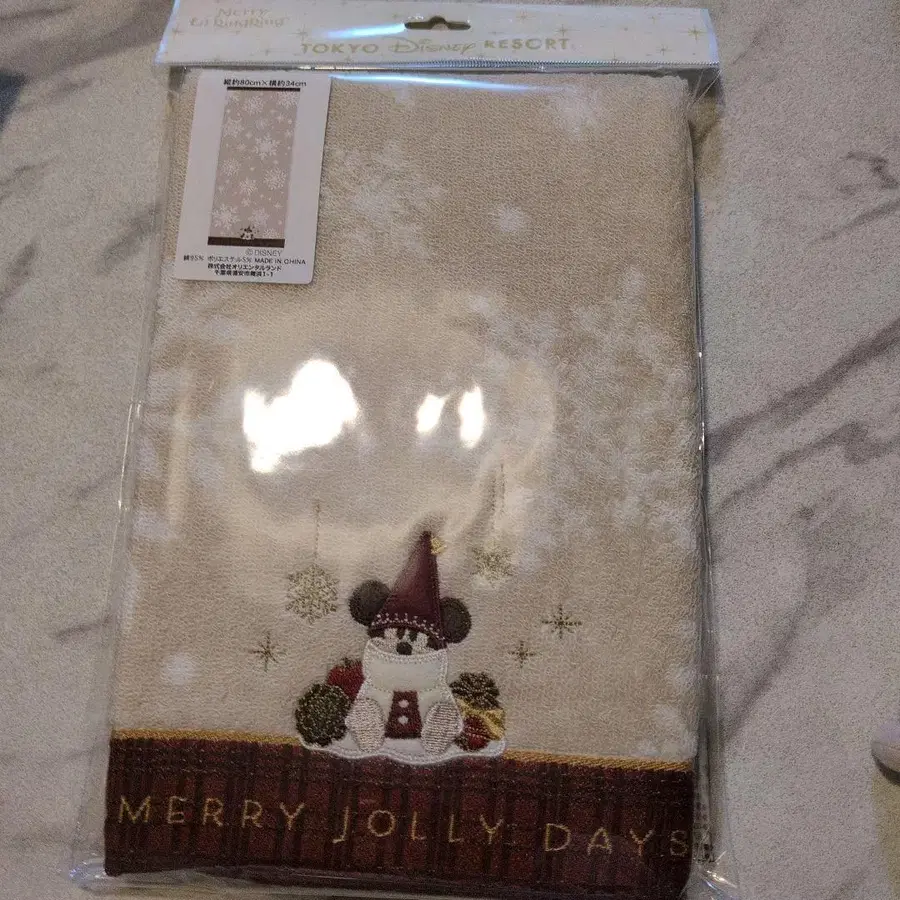 Merry
TOKYO Disney RESORT
縦約80cm×横約34cm
©DISNEY
綿95% ポリエステル5% MADE IN CHINA
株式会社オリエンタルランド
千葉県浦安市舞浜1-1
MERRY JOLLY DAYS